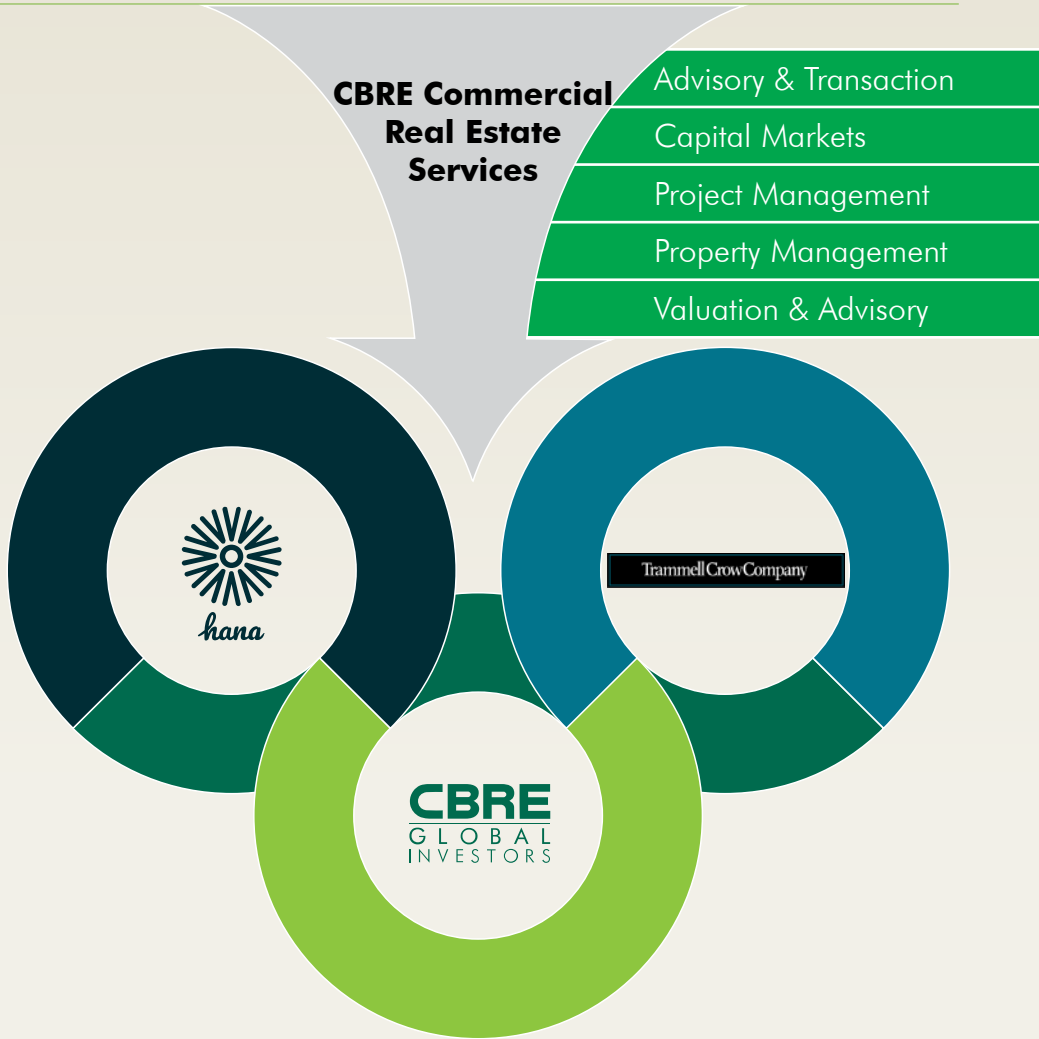 CBRE Commercial
Real Estate
Services
Advisory & Transaction
Capital Markets
Project Management
Property Management
Valuation & Advisory
hana
Trammell Crow Company
CBRE
GLOBAL
INVESTORS